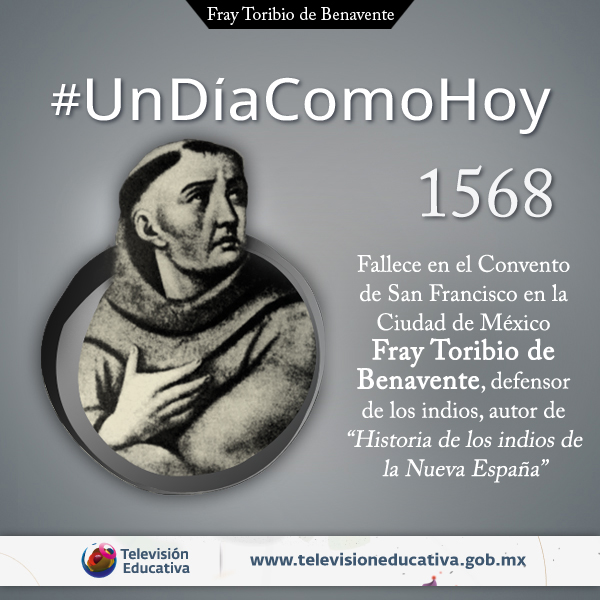 Fray Toribio de Benavente
#UnDíaComoHoy
1568
Fallece en el Convento
de San Francisco en la
Ciudad de México
Fray Toribio de
Benavente, defensor
de los indios, autor de
“Historia de los indios de
la Nueva España”
Televisión
Educativa
www.televisioneducativa.gob.mx